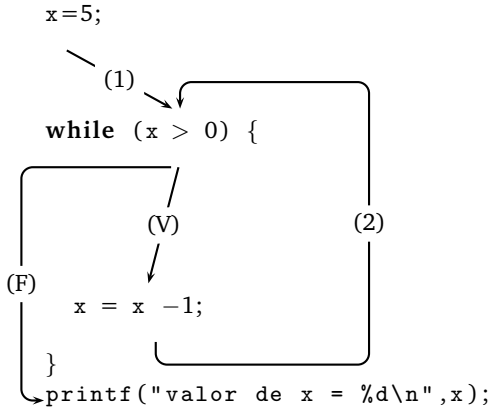 x=5;
(1)
while (x > 0) {
(V)
(2)
(F)
x = x −1;
}
printf("valor de x = %d\n",x);